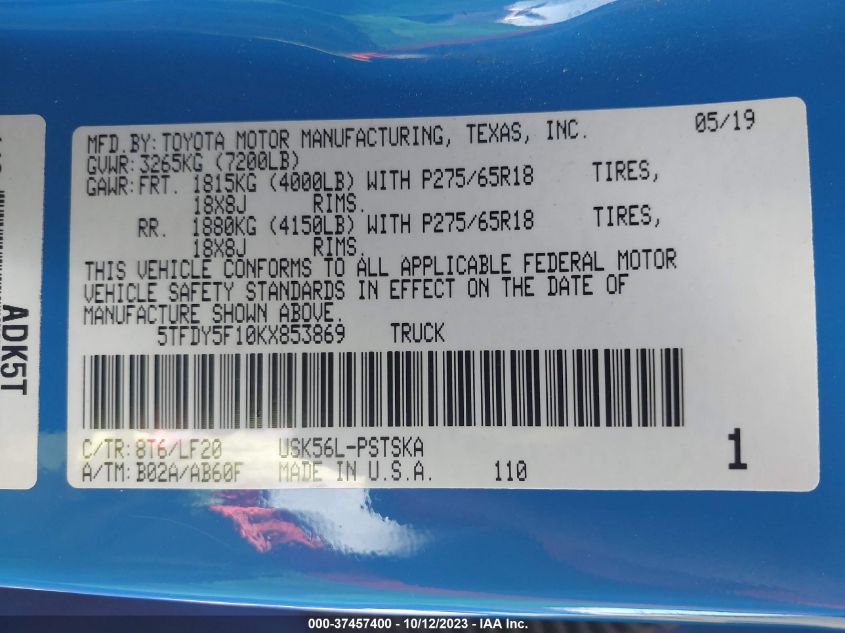 MFD.BY: TOYOTA MOTOR MANUFACTURING, TEXAS, INC. 05/19
GVWR: 3265KG (7200LB)
GAWR: FRT. 1815KG (4000LB) WITH P275/65R18 TIRES,
18X8J RIMS.
RR. 1880KG (4150LB) WITH P275/65R18 TIRES,
18X8J RIMS.
THIS VEHICLE CONFORMS TO ALL APPLICABLE FEDERAL MOTOR
VEHICLE SAFETY STANDARDS IN EFFECT ON THE DATE OF
MANUFACTURE SHOWN ABOVE.
5TFDY5F10KX853869 TRUCK
C/TR: 8T6/LF20 USK56L-PSTSKA
A/TM: B02A/AB60F MADE IN U.S.A. 110 1
ADK5T
000-37457400 - 10/12/2023 - IAA Inc.